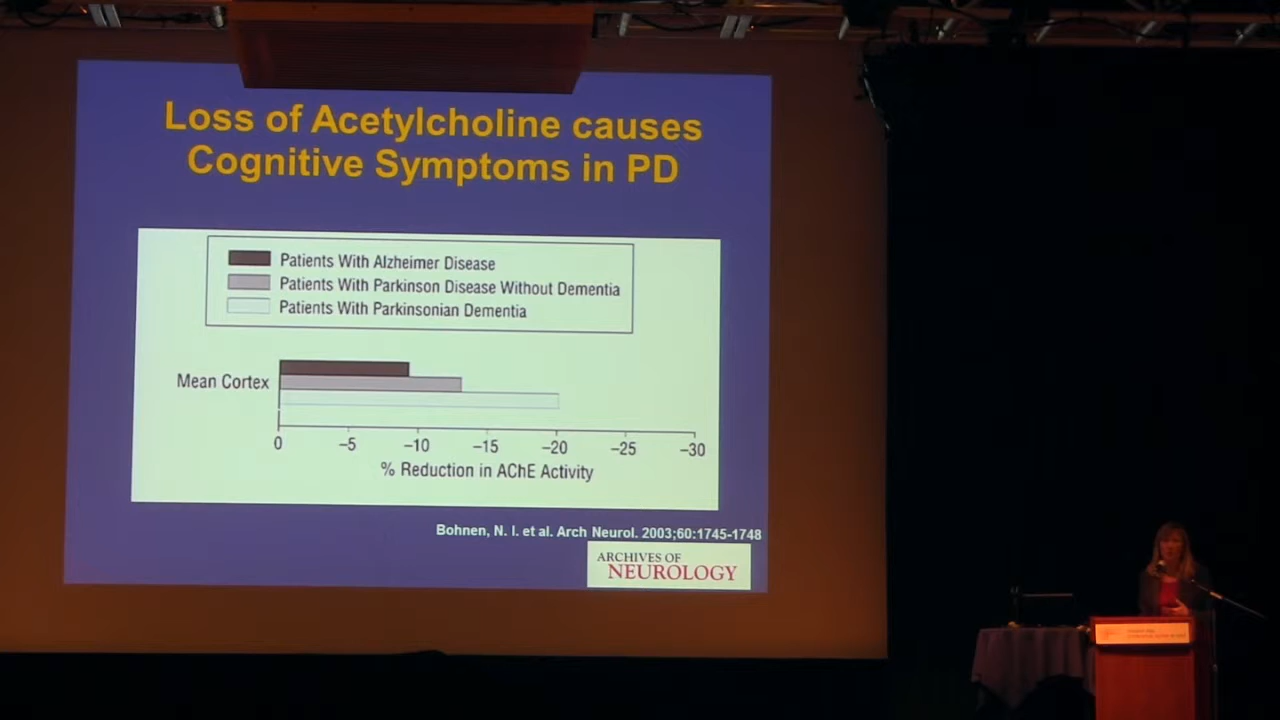 Loss of Acetylcholine causes
Cognitive Symptoms in PD
Patients With Alzheimer Disease
Patients With Parkinson Disease Without Dementia
Patients With Parkinsonian Dementia
Mean Cortex
0 –5 –10 –15 –20 –25 –30
% Reduction in AChE Activity
Bohnen, N. I. et al. Arch Neurol. 2003;60:1745-1748
ARCHIVES OF
NEUROLOGY